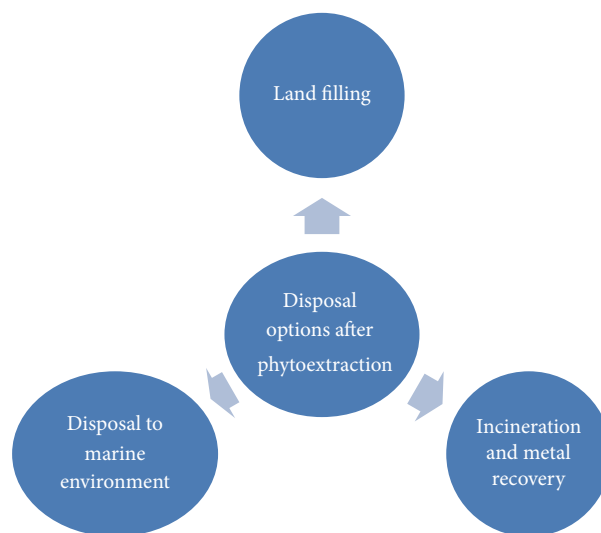 Land filling
Disposal
options after
phytoextraction
Disposal to
marine
environment
Incineration
and metal
recovery